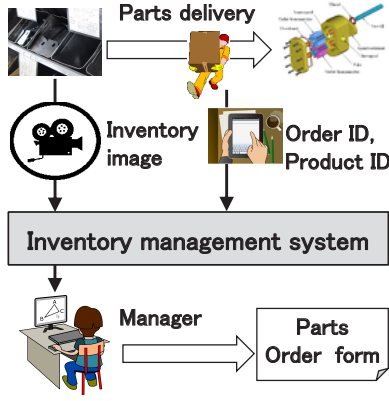 Parts delivery
Inventory
image
Order ID,
Product ID
Inventory management system
Manager
Parts
Order form